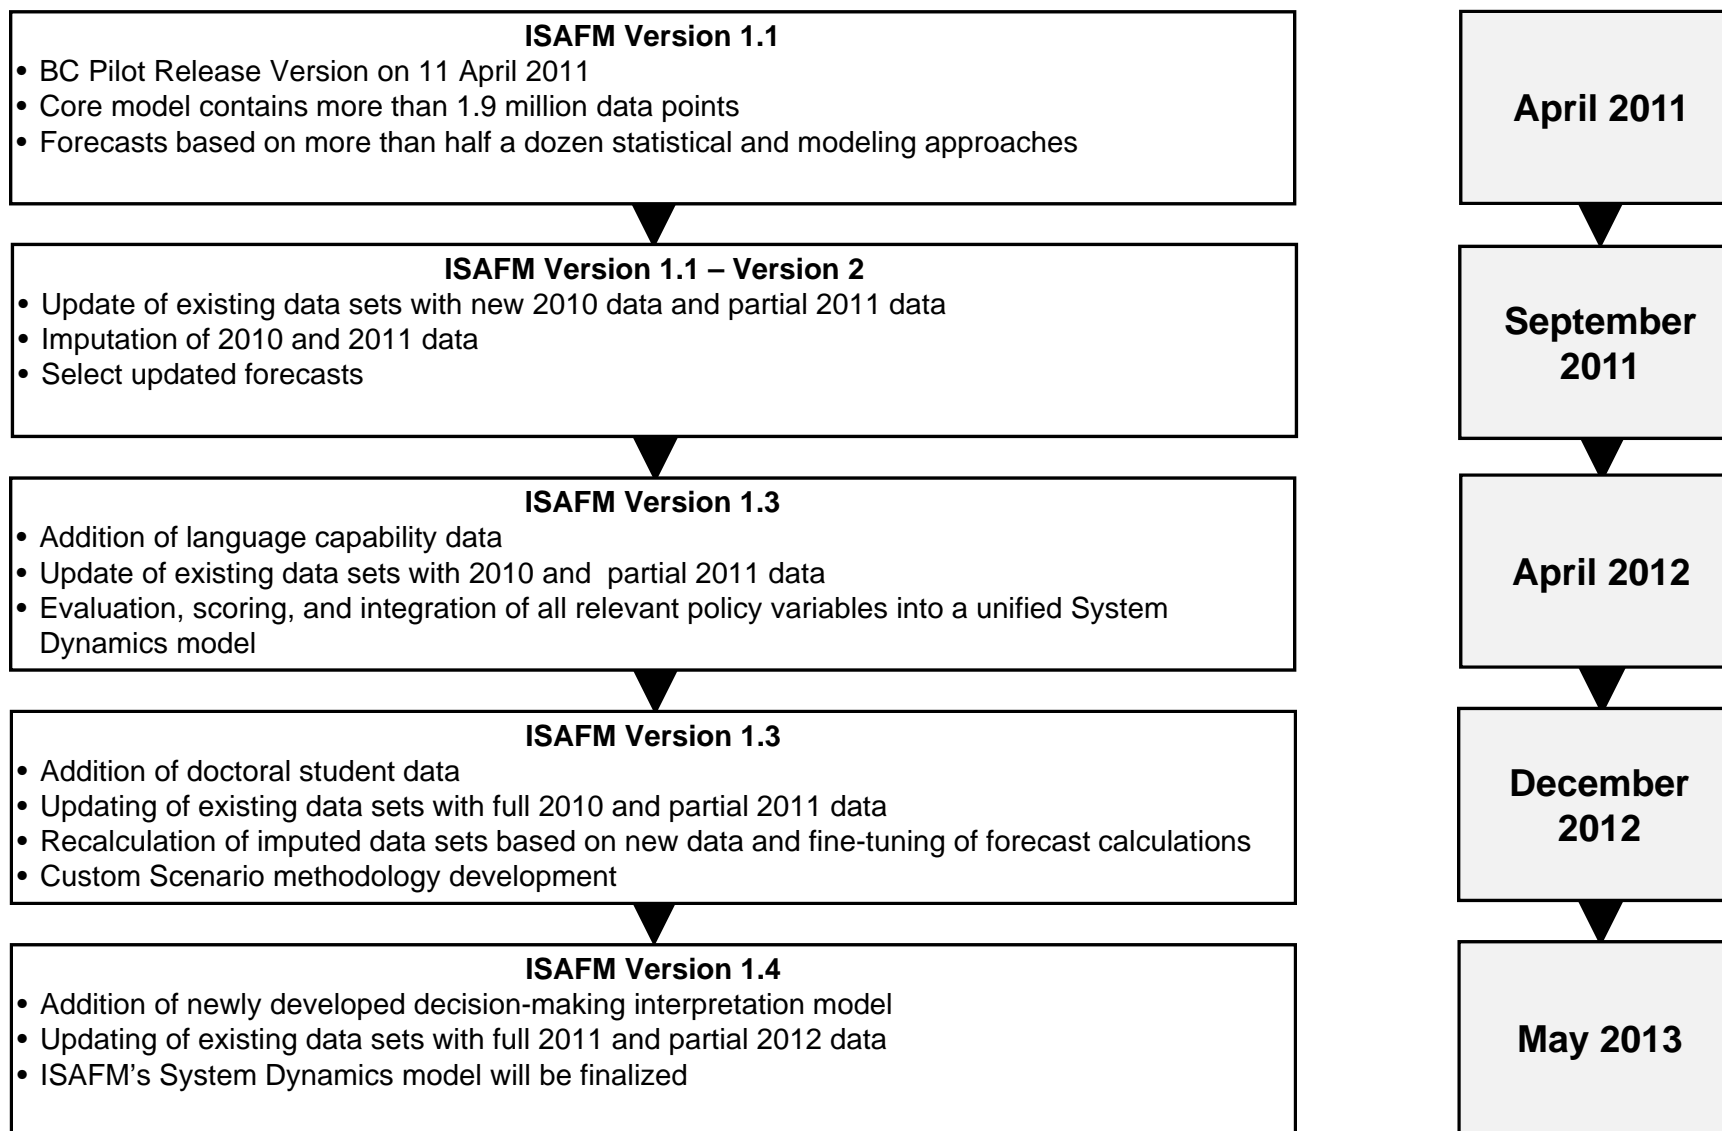 ISAFM Version 1.1
• BC Pilot Release Version on 11 April 2011
• Core model contains more than 1.9 million data points
• Forecasts based on more than half a dozen statistical and modeling approaches
April 2011
ISAFM Version 1.1 – Version 2
• Update of existing data sets with new 2010 data and partial 2011 data
• Imputation of 2010 and 2011 data
• Select updated forecasts
September
2011
ISAFM Version 1.3
• Addition of language capability data
• Update of existing data sets with 2010 and  partial 2011 data
• Evaluation, scoring, and integration of all relevant policy variables into a unified System
Dynamics model
April 2012
ISAFM Version 1.3
• Addition of doctoral student data
• Updating of existing data sets with full 2010 and partial 2011 data
• Recalculation of imputed data sets based on new data and fine-tuning of forecast calculations
• Custom Scenario methodology development
December
2012
ISAFM Version 1.4
• Addition of newly developed decision-making interpretation model
• Updating of existing data sets with full 2011 and partial 2012 data
• ISAFM’s System Dynamics model will be finalized
May 2013